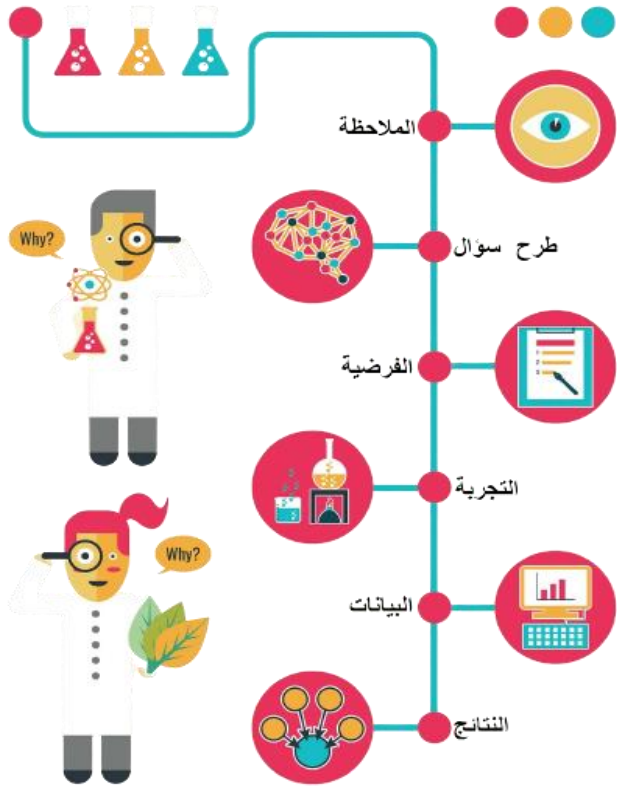 الملاحظة
طرح سؤال
Why?
الفرضية
التجربة
Why?
البيانات
النتائج